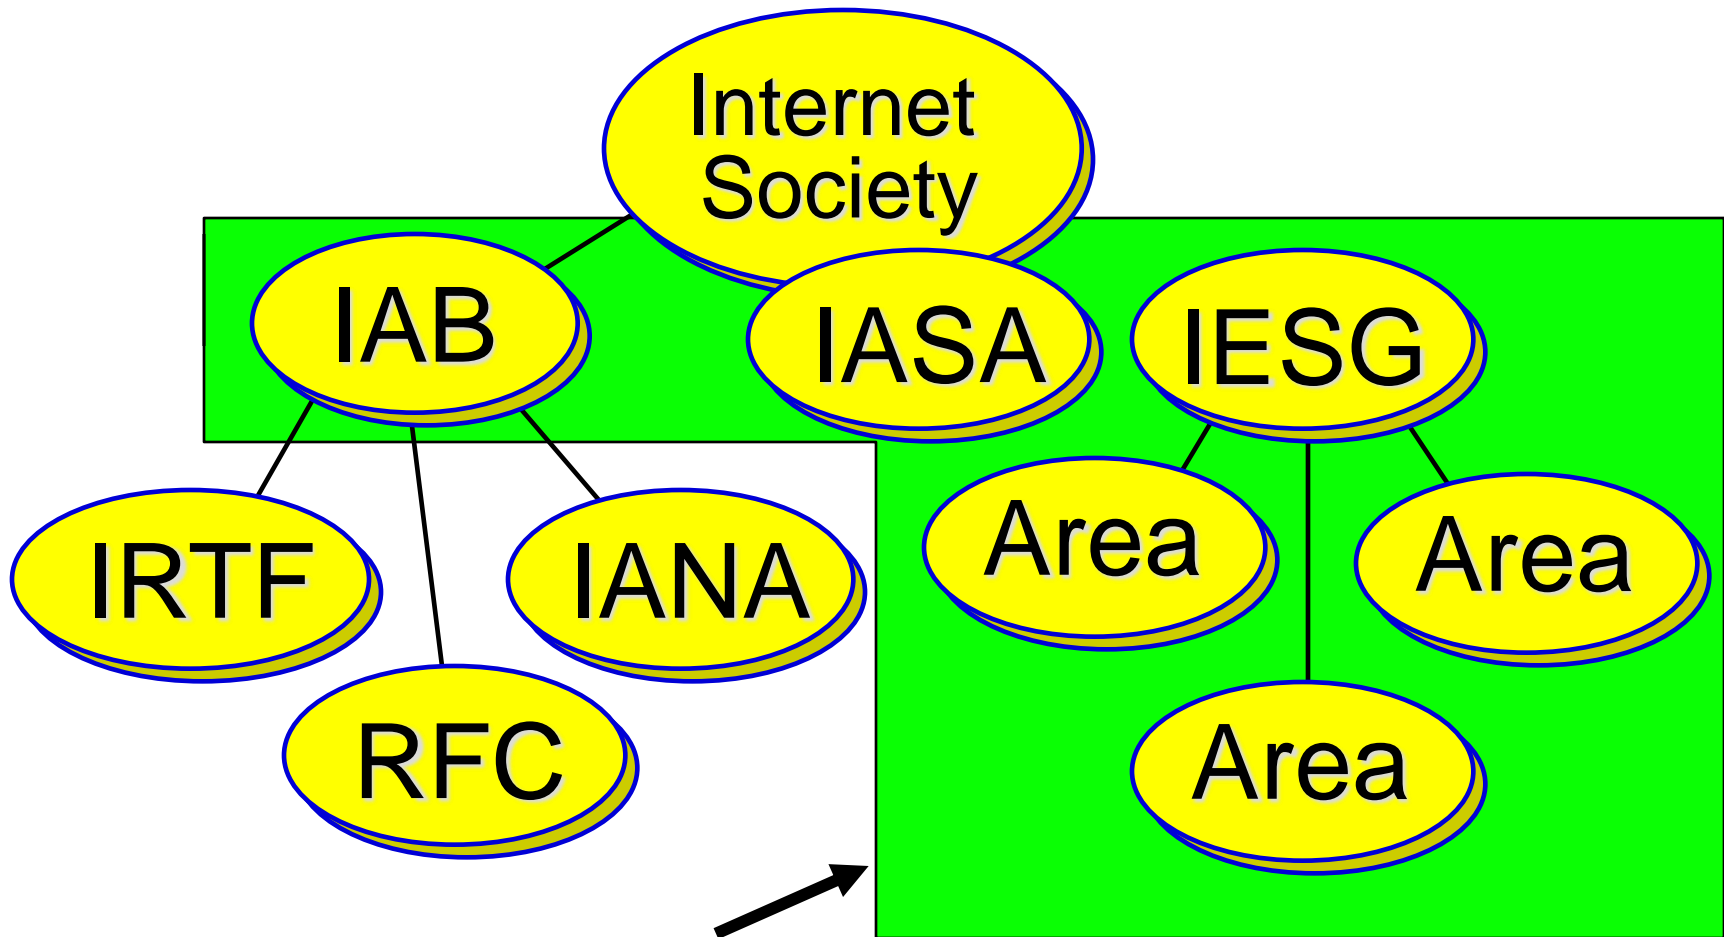 Internet
Society
IAB
IASA
IESG
IRTF
IANA
Area
Area
RFC
Area